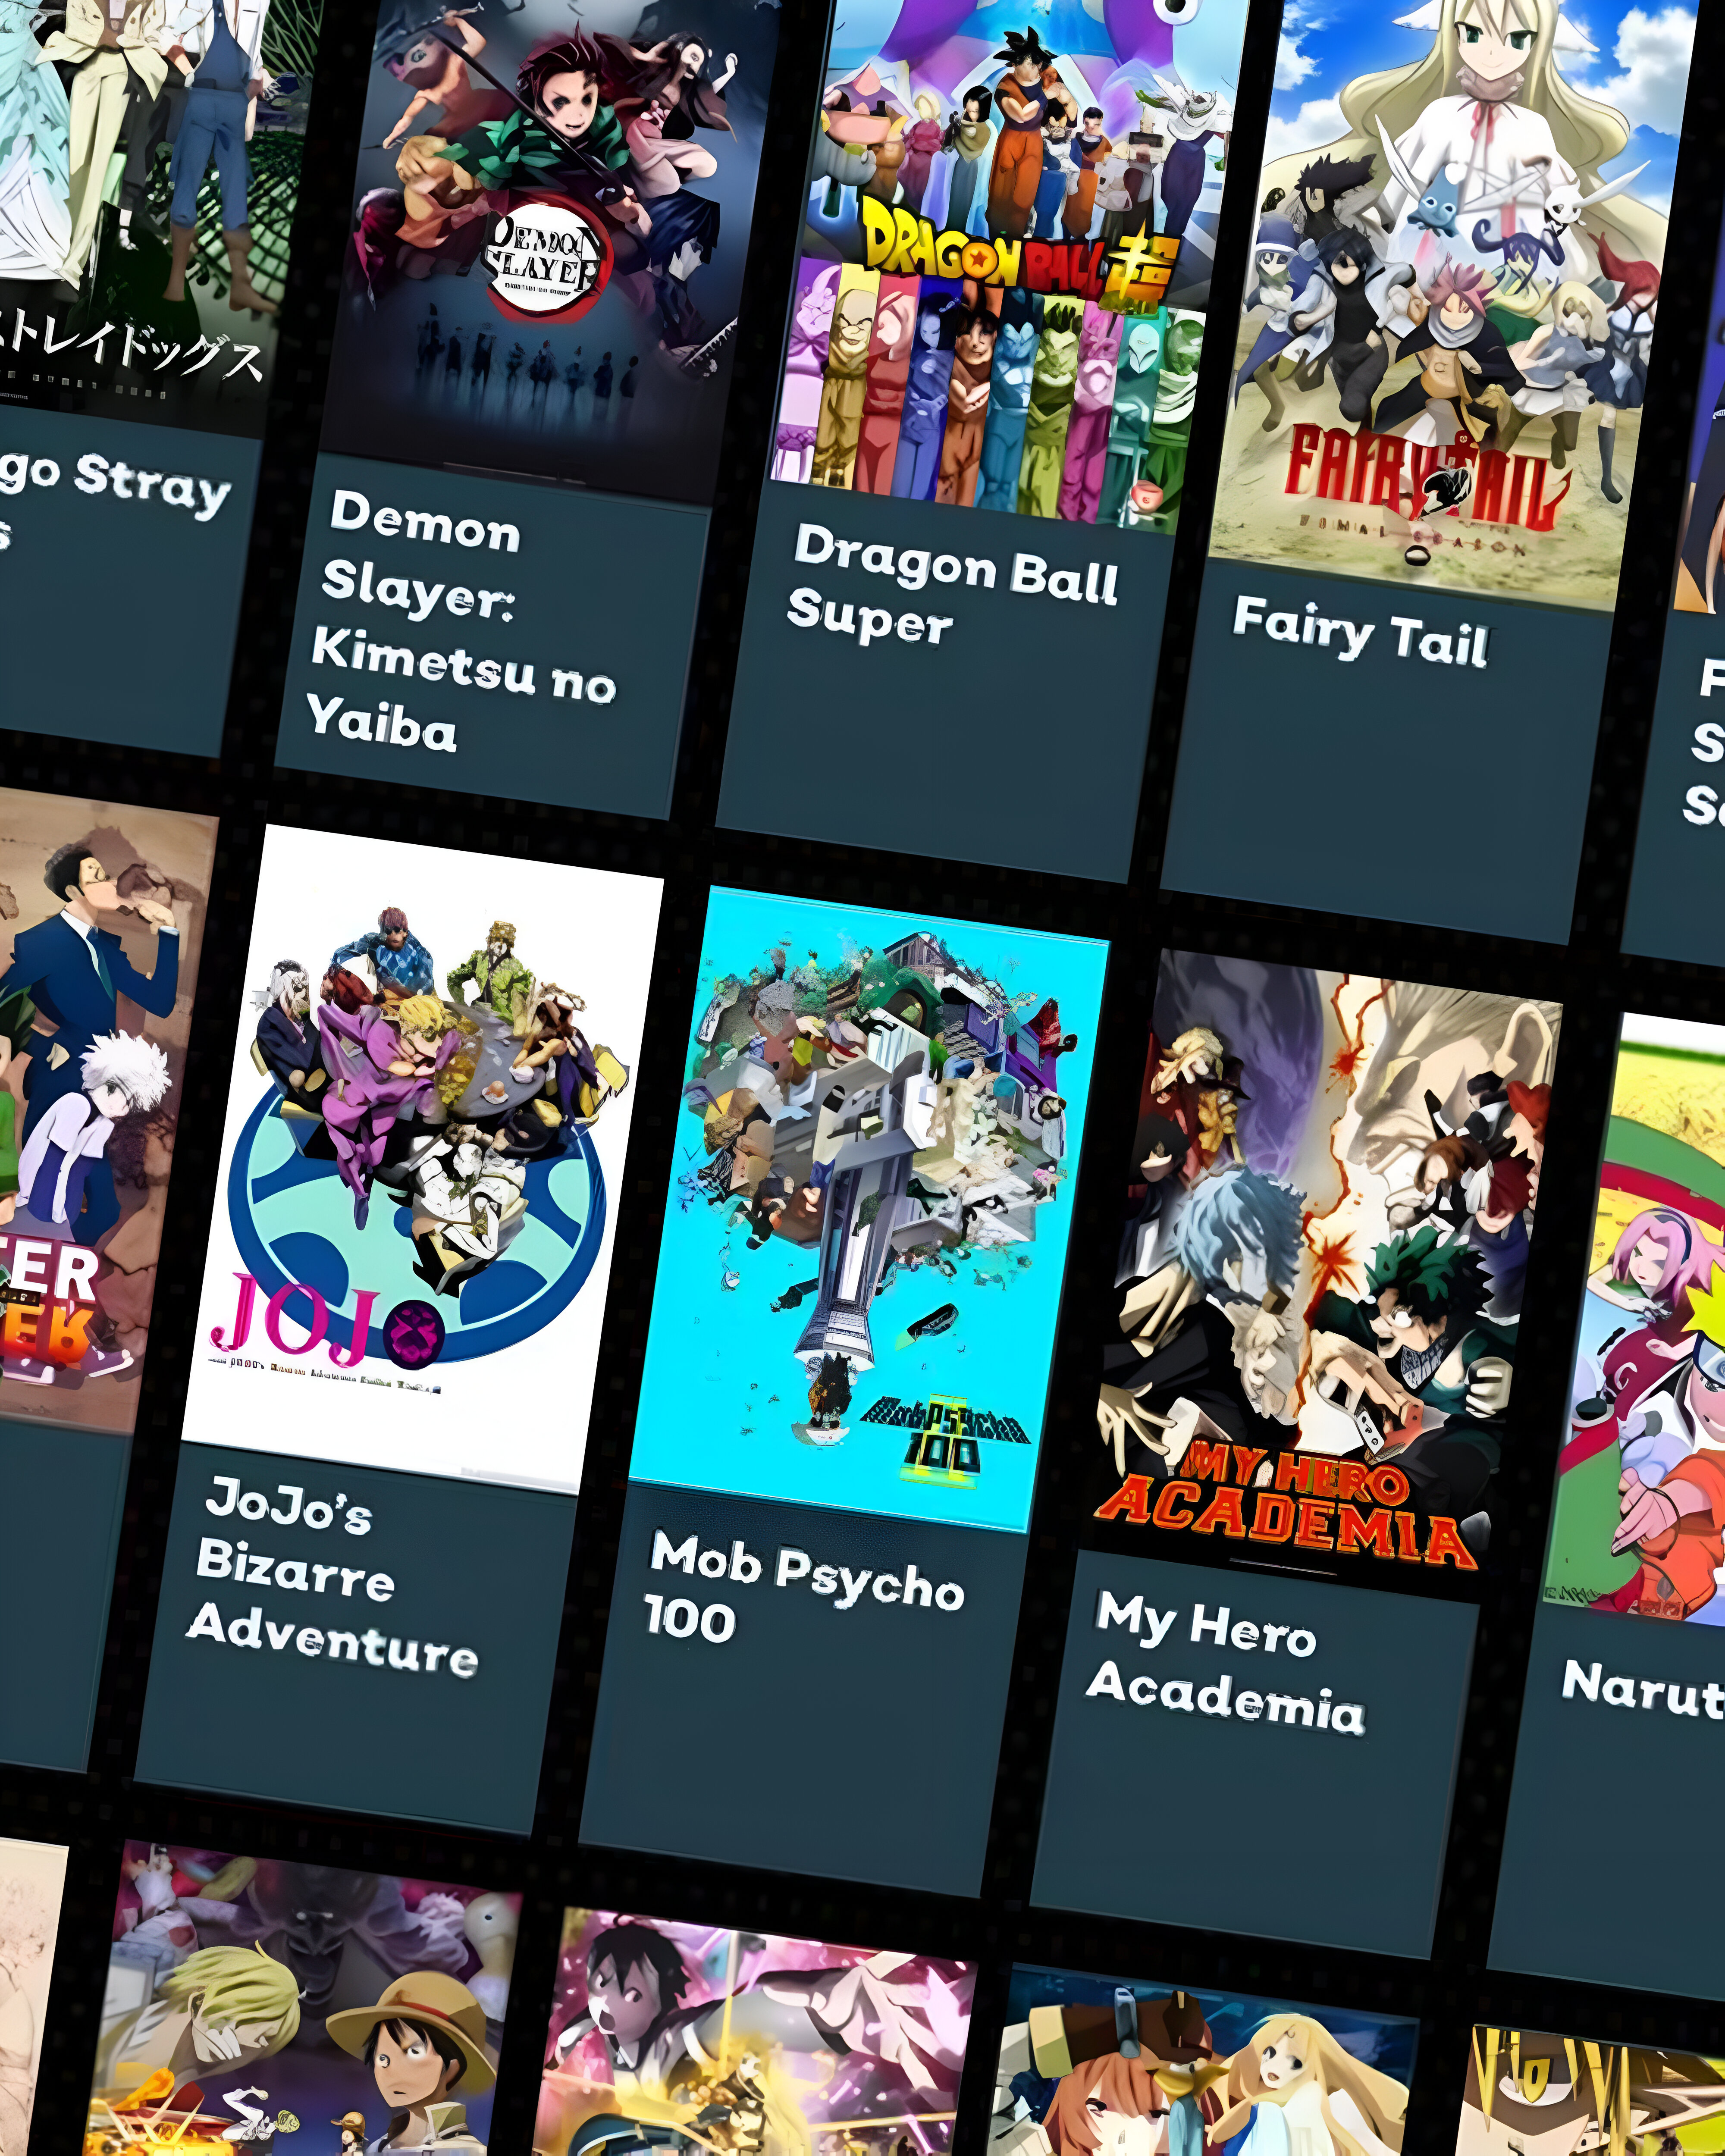 ストレイドッグス
DEMON
SLAYER
DRAGON BALL 超
FAIRY TAIL
FINAL SEASON
go Stray
s
Demon
Slayer:
Kimetsu no
Yaiba
Dragon Ball
Super
Fairy Tail
F
S
TER
ER
JOJO
Mob Psycho
100
MY HERO
ACADEMIA
JoJo's
Bizarre
Adventure
Mob Psycho
100
My Hero
Academia
Narut